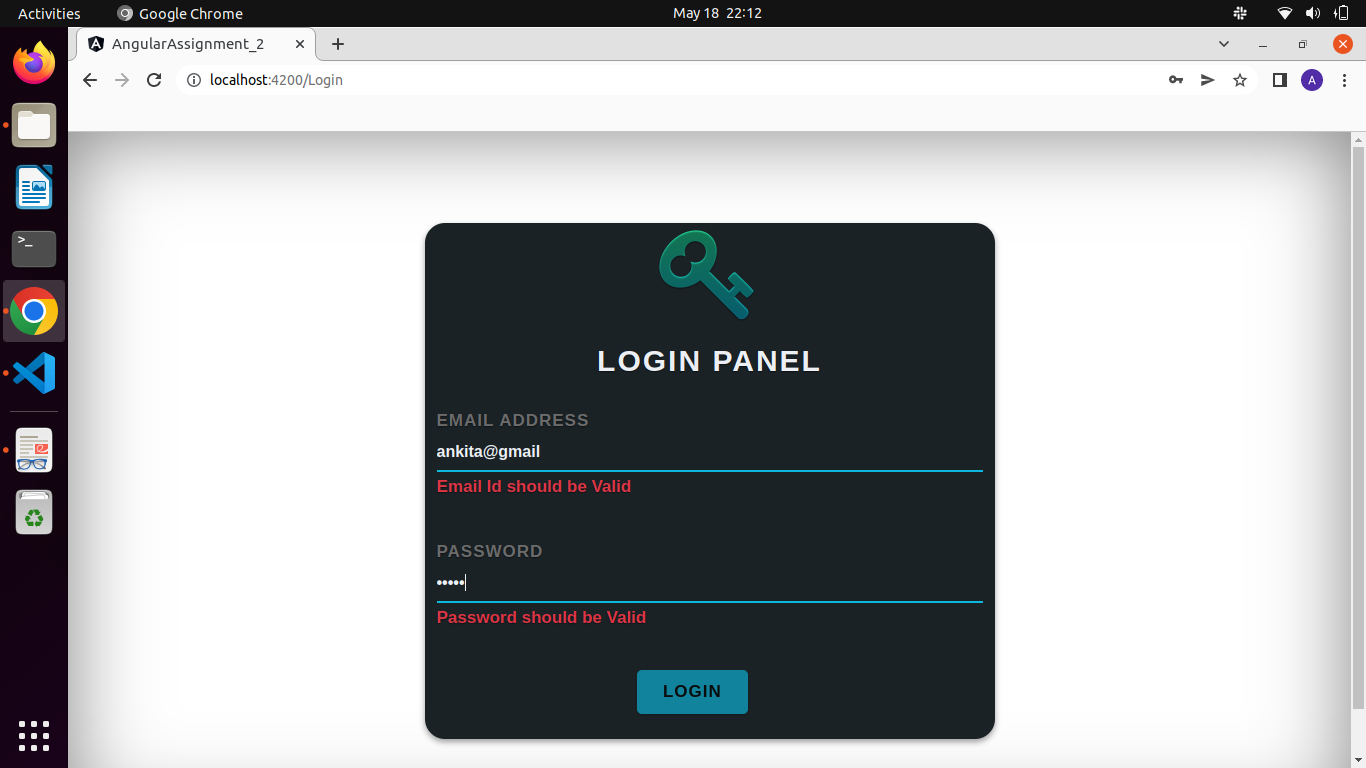 Activities Google Chrome May 18 22:12
AngularAssignment_2
localhost:4200/Login
A
>_
LOGIN PANEL
EMAIL ADDRESS
ankita@gmail
Email Id should be Valid
PASSWORD
•••••
Password should be Valid
LOGIN